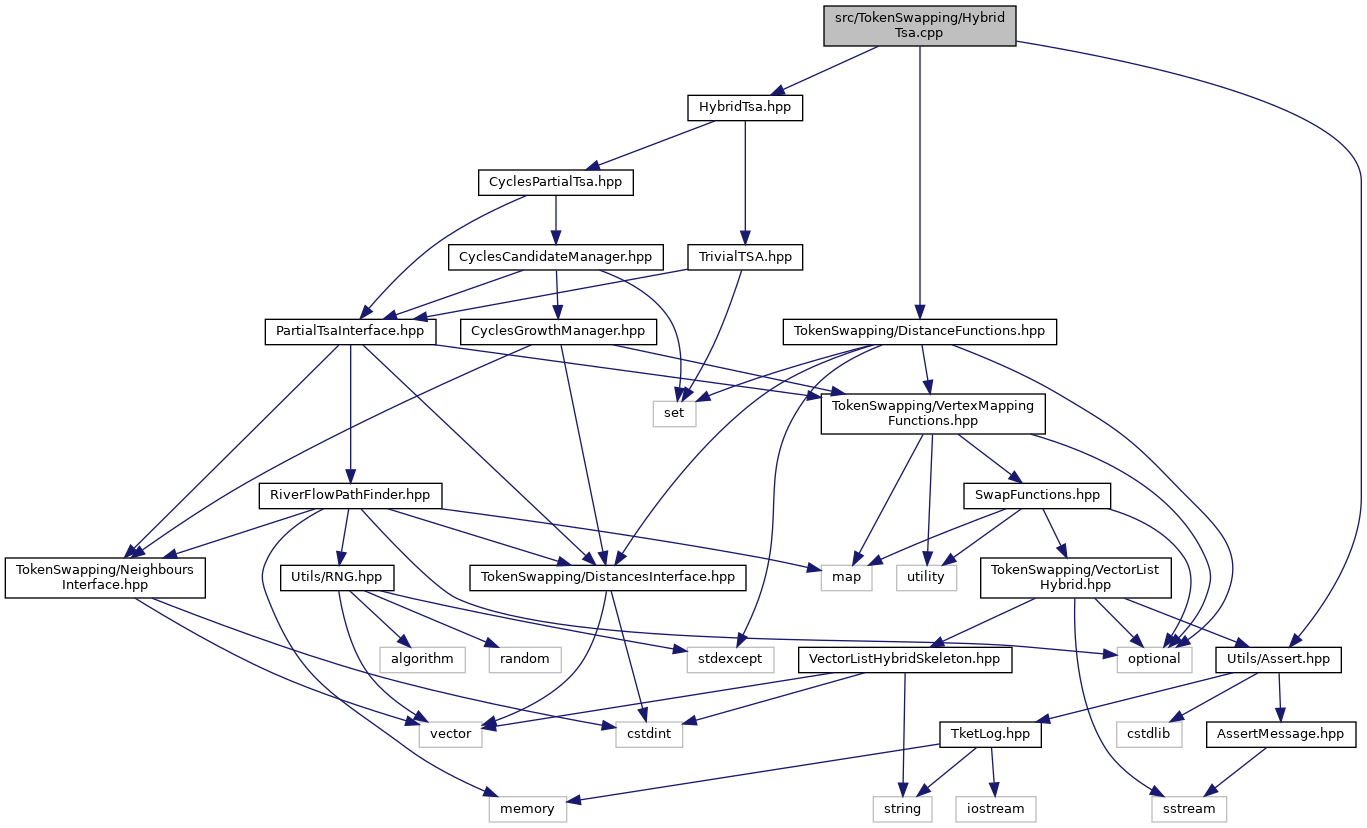 src/TokenSwapping/Hybrid
Tsa.cpp
HybridTsa.hpp
CyclesPartialTsa.hpp
CyclesCandidateManager.hpp
TrivialTSA.hpp
PartialTsaInterface.hpp
CyclesGrowthManager.hpp
TokenSwapping/DistanceFunctions.hpp
set
TokenSwapping/VertexMapping
Functions.hpp
RiverFlowPathFinder.hpp
SwapFunctions.hpp
TokenSwapping/Neighbours
Interface.hpp
Utils/RNG.hpp
TokenSwapping/DistancesInterface.hpp
map
utility
TokenSwapping/VectorList
Hybrid.hpp
algorithm
random
stdexcept
VectorListHybridSkeleton.hpp
optional
Utils/Assert.hpp
vector
cstdint
TketLog.hpp
cstdlib
AssertMessage.hpp
memory
string
iostream
sstream